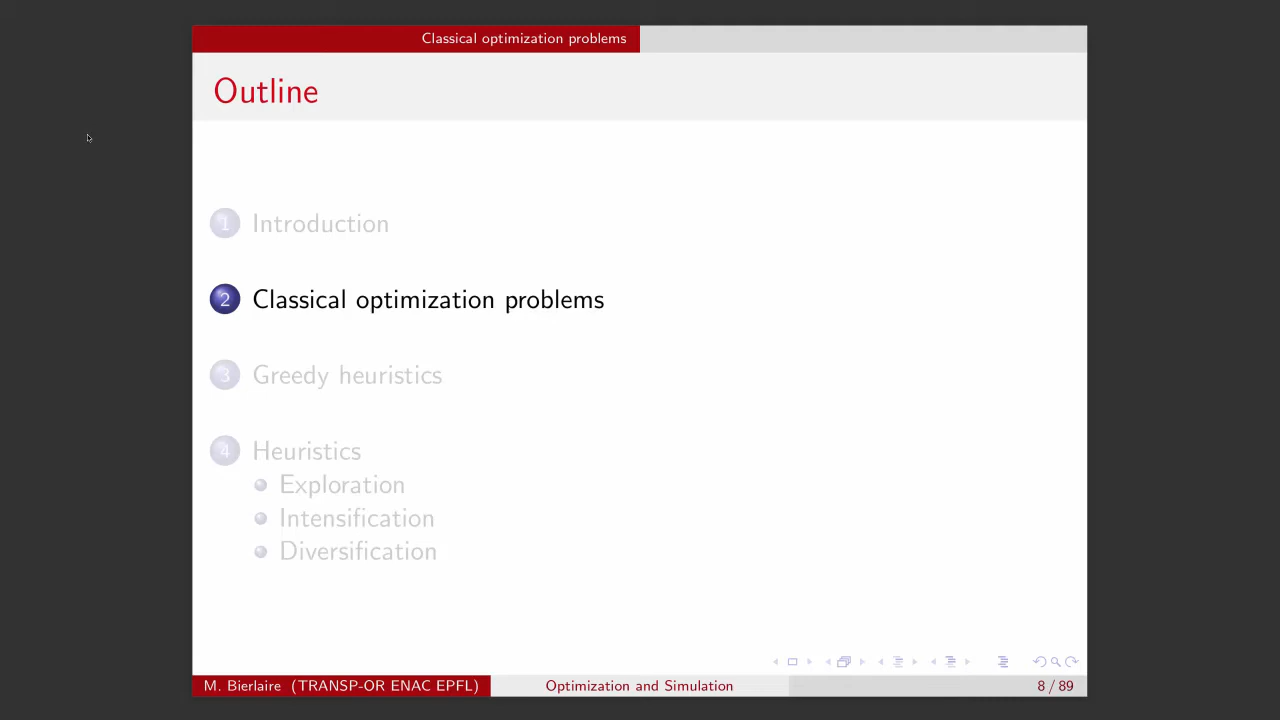 Classical optimization problems
Outline
1 Introduction
2 Classical optimization problems
3 Greedy heuristics
4 Heuristics
Exploration
Intensification
Diversification
M. Bierlaire (TRANSP-OR ENAC EPFL) Optimization and Simulation 8 / 89